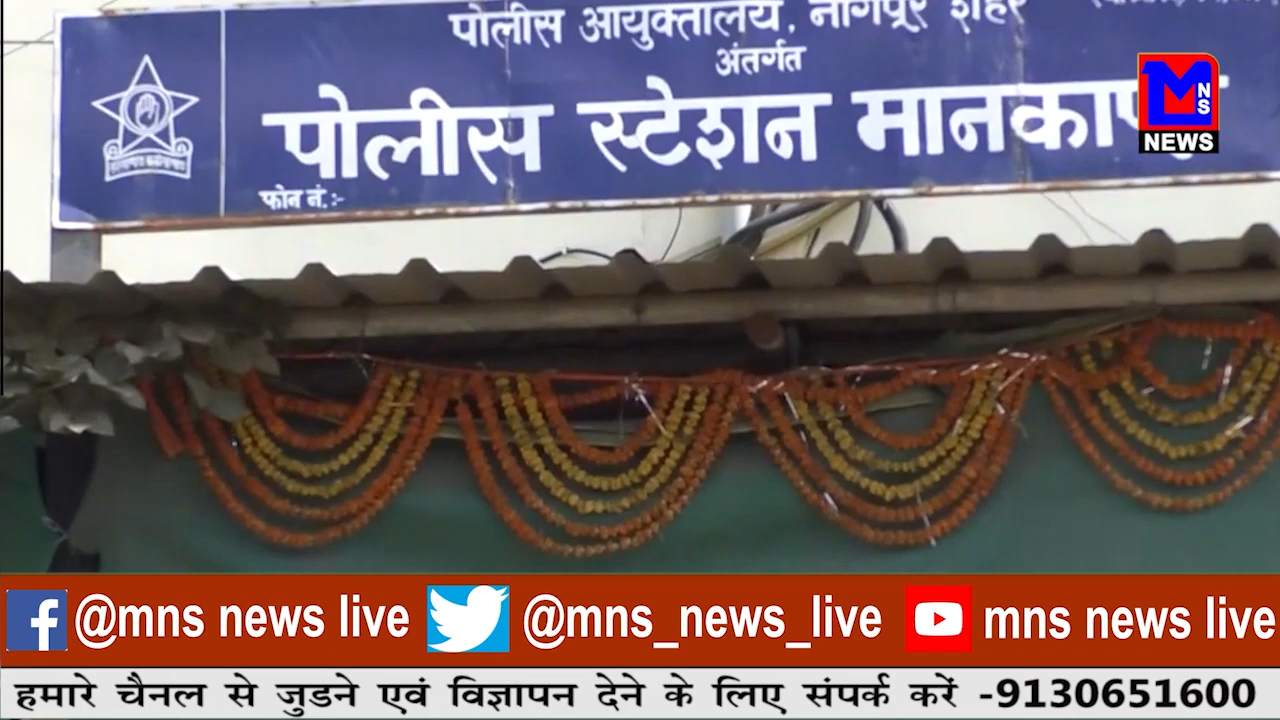 पोलीस आयुक्तालय, नागपूर शहर
अंतर्गत
पोलीस स्टेशन
फोन नं.:-
MNS
NEWS
@mns news live
@mns_news_live
mns news live
हमारे चैनल से जुडने एवं विज्ञापन देने के लिए संपर्क करें -9130651600